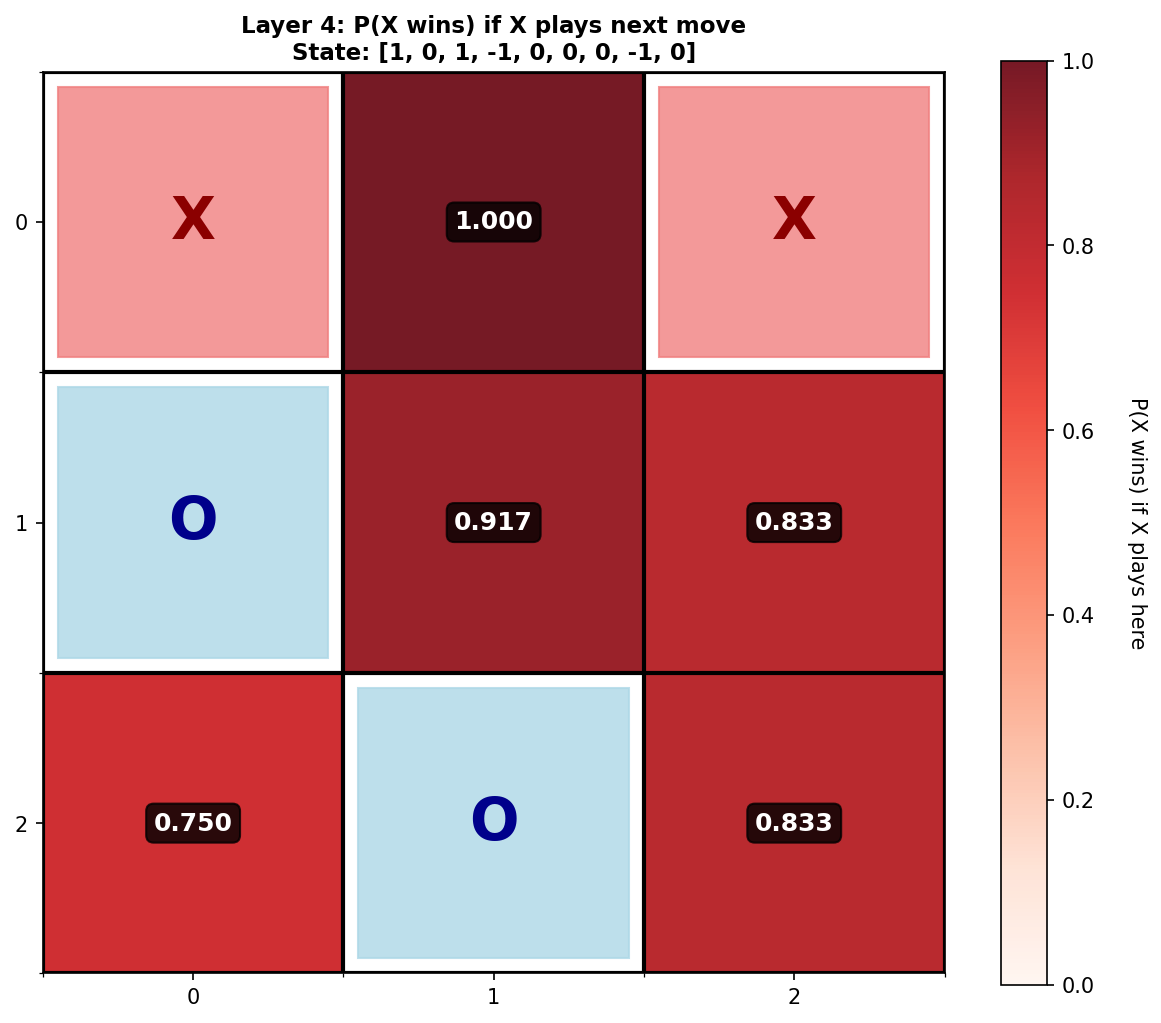 Layer 4: P(X wins) if X plays next move
State: [1, 0, 1, -1, 0, 0, 0, -1, 0]
X
1.000
X
O
0.917
0.833
0.750
O
0.833
0
1
2
0
1
2
1.0
0.8
0.6
0.4
0.2
0.0
P(X wins) if X plays here